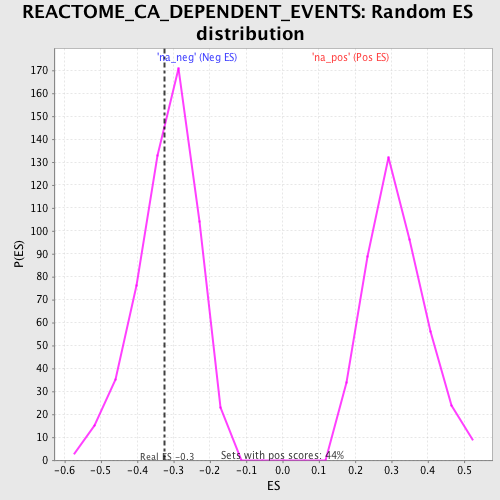 REACTOME_CA_DEPENDENT_EVENTS: Random ES
distribution
'na_neg' (Neg ES)
'na_pos' (Pos ES)
170
160
150
140
130
120
110
100
90
80
70
60
50
40
30
20
10
0
P(ES)
Real ES -0.3
Sets with pos scores: 44%
-0.6 -0.5 -0.4 -0.3 -0.2 -0.1 0.0 0.1 0.2 0.3 0.4 0.5
ES